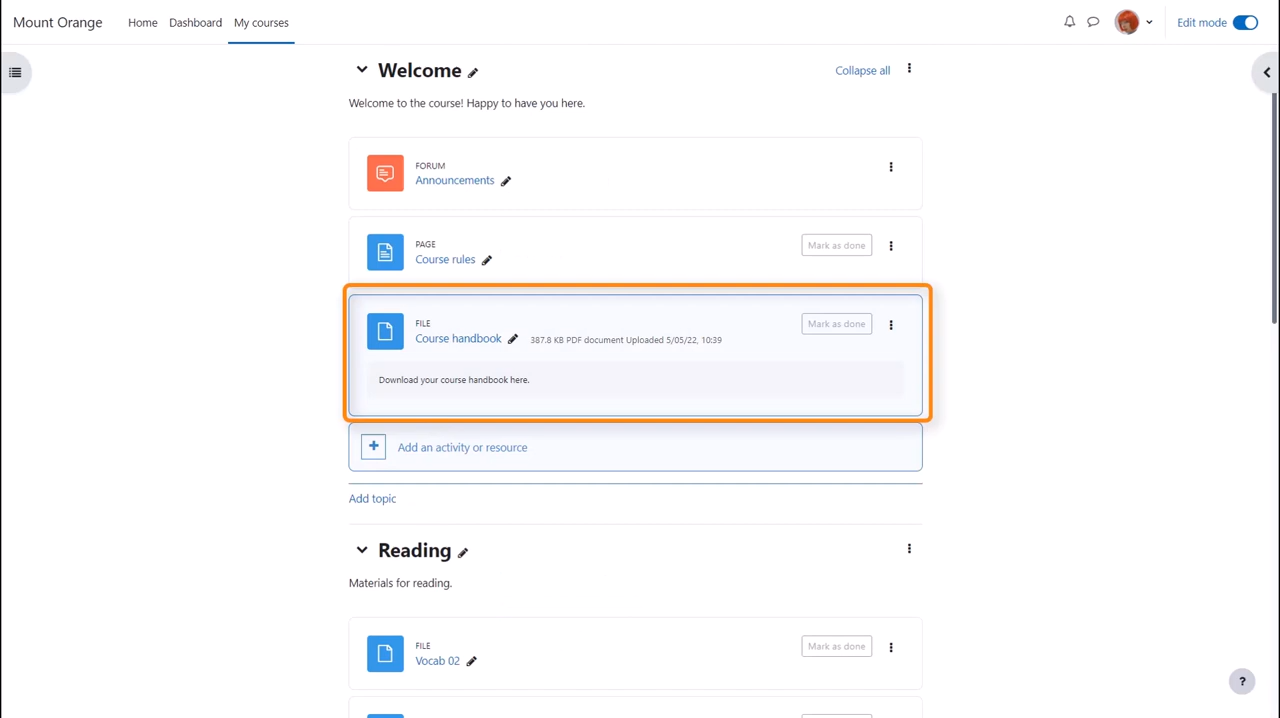 Mount Orange Home Dashboard My courses Edit mode
Welcome Collapse all
Welcome to the course! Happy to have you here.
FORUM
Announcements
PAGE
Course rules Mark as done
FILE
Course handbook 387.8 KB PDF document Uploaded 5/05/22, 10:39 Mark as done
Download your course handbook here.
+ Add an activity or resource
Add topic
Reading
Materials for reading.
FILE
Vocab 02 Mark as done
?